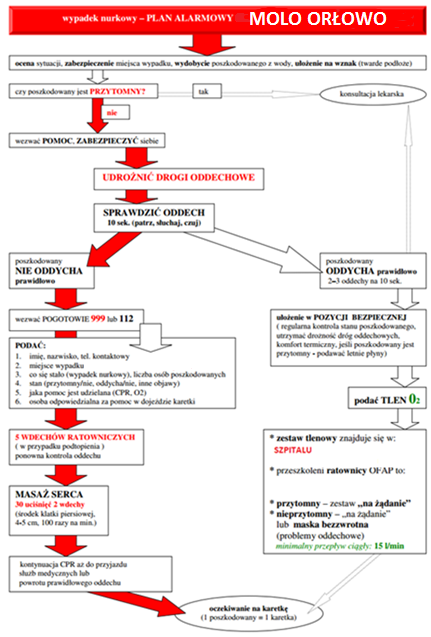 wypadek nurkowy – PLAN ALARMOWY MOLO ORŁOWO
ocena sytuacji, zabezpieczenie miejsca wypadku, wydobycie poszkodowanego z wody, ułożenie na wznak (twarde podłoże)
czy poszkodowany jest PRZYTOMNY?
tak
konsultacja lekarska
nie
wezwać POMOC, ZABEZPIECZYĆ siebie
UDROŻNIĆ DROGI ODDECHOWE
SPRAWDZIĆ ODDECH
10 sek. (patrz, słuchaj, czuj)
poszkodowany
NIE ODDYCHA
prawidłowo
poszkodowany
ODDYCHA prawidłowo
2-3 oddechy na 10 sek.
wezwać POGOTOWIE 999 lub 112
PODAĆ:
1. imię, nazwisko, tel. kontaktowy
2. miejsce wypadku
3. co się stało (wypadek nurkowy), liczba osób poszkodowanych
4. stan (przytomny/nie, oddycha/nie, inne objawy)
5. jaka pomoc jest udzielana (CPR, O2)
6. osoba odpowiedzialna za pomoc w dojeździe karetki
ułożenie w POZYCJI BEZPIECZNEJ
( regularna kontrola stanu poszkodowanego,
utrzymać drożność dróg oddechowych,
komfort termiczny, jeśli poszkodowany jest
przytomny - podawać letnie płyny)
podać TLEN 02
5 WDECHÓW RATOWNICZYCH
( w przypadku podtopienia )
ponowna kontrola oddechu
MASAŻ SERCA
30 uciśnięć 2 wdechy
(środek klatki piersiowej,
4-5 cm, 100 razy na min.)
kontynuacja CPR aż do przyjazdu
służb medycznych lub
powrotu prawidłowego oddechu
* zestaw tlenowy znajduje się w:
SZPITALU
* przeszkoleni ratownicy OFAP to:
* przytomny – zestaw „na żądanie”
* nieprzytomny – „na żądanie”
lub maska bezzwrotna
(problemy oddechowe)
minimalny przepływ ciągły: 15 l/min
oczekiwanie na karetkę
(1 poszkodowany = 1 karetka)